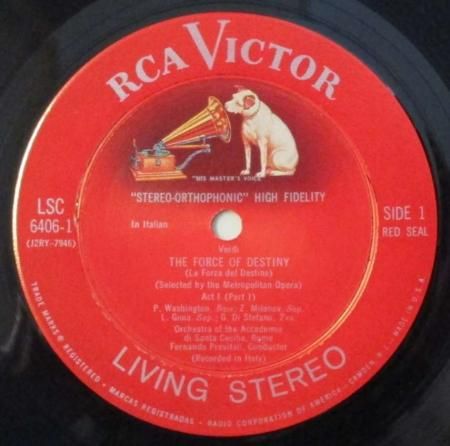 RCA VICTOR
"HIS MASTER'S VOICE"
"STEREO-ORTHOPHONIC" HIGH FIDELITY
LSC
6406-1
(J2RY-7946)
SIDE 1
RED SEAL
In Italian
Verdi
THE FORCE OF DESTINY
(La Forza del Destino)
(Selected by the Metropolitan Opera)
Act I (Part 1)
P. Washington, Bass; Z. Milanov, Sop.;
L. Gioia, Sop.; G. Di Stefano, Ten.
Orchestra of the Accademia
di Santa Cecilia, Rome
Fernando Previtali, Conductor
(Recorded in Italy)
LIVING STEREO
TRADE MARKS ® REGISTERED • MARCAS REGISTRADAS • RADIO CORPORATION OF AMERICA — CAMDEN, N.J. — MADE IN U.S.A.